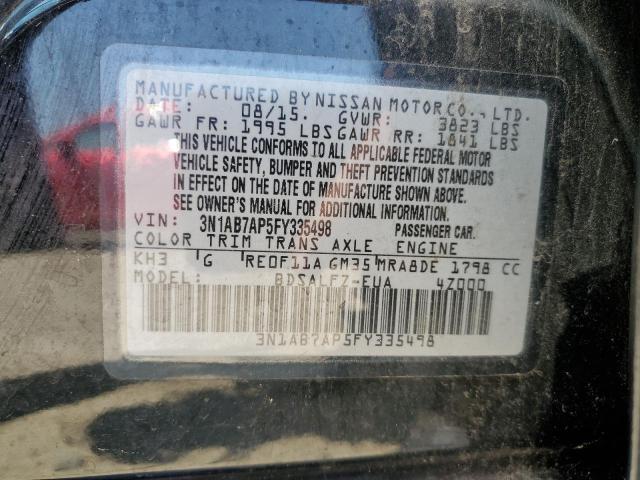 MANUFACTURED BY NISSAN MOTOR CO., LTD.
DATE: 08/15. GVWR: 3823 LBS
GAWR FR: 1995 LBS GAWR RR: 1841 LBS
THIS VEHICLE CONFORMS TO ALL APPLICABLE FEDERAL MOTOR
VEHICLE SAFETY, BUMPER AND THEFT PREVENTION STANDARDS
IN EFFECT ON THE DATE OF MANUFACTURE SHOWN ABOVE.
SEE OWNER'S MANUAL FOR ADDITIONAL INFORMATION.
VIN: 3N1AB7AP5FY335498 PASSENGER CAR.
COLOR TRIM TRANS AXLE ENGINE
KH3 G RE0F11A GM35 MRA8DE 1798 CC
MODEL: BDSALFZ-EUA 47000
3N1AB7AP5FY335498